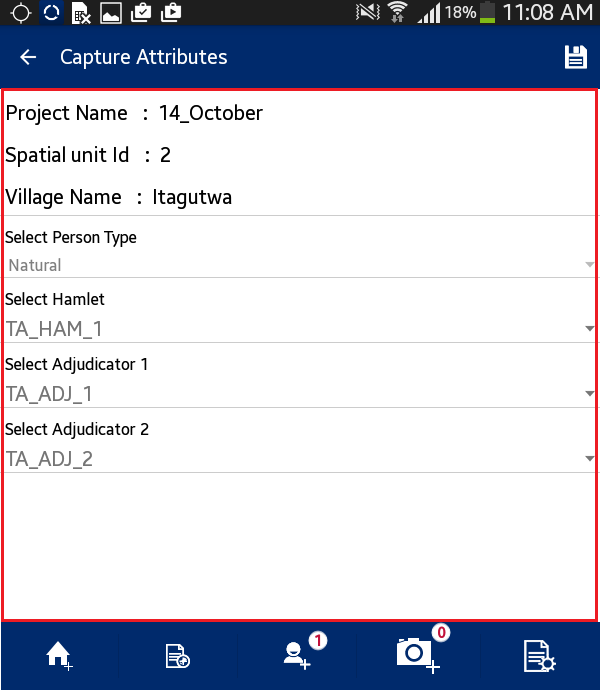 18% 11:08 AM
Capture Attributes
Project Name : 14_October
Spatial unit Id : 2
Village Name : Itagutwa
Select Person Type
Natural
Select Hamlet
TA_HAM_1
Select Adjudicator 1
TA_ADJ_1
Select Adjudicator 2
TA_ADJ_2
1 0